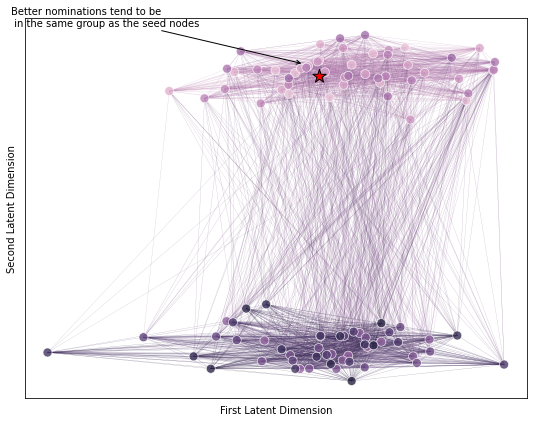 Better nominations tend to be
in the same group as the seed nodes
Second Latent Dimension
First Latent Dimension